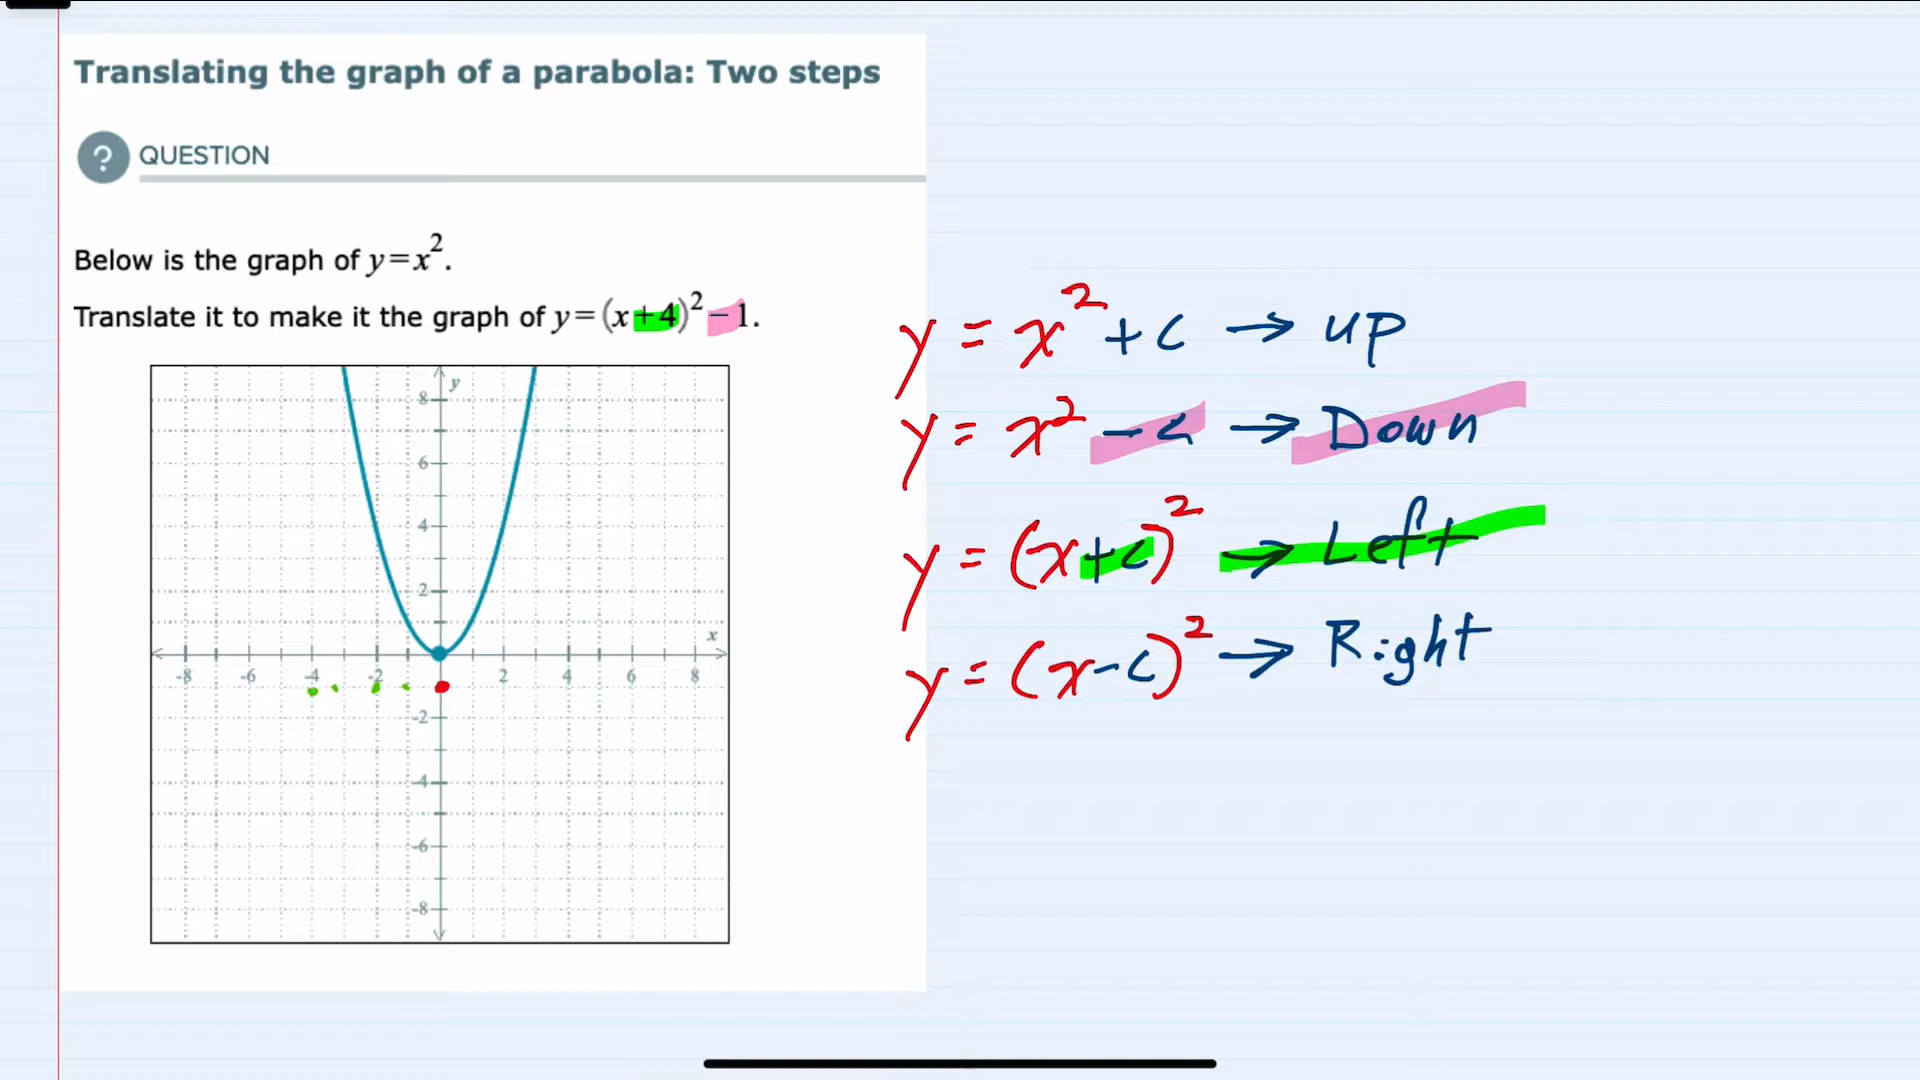 Translating the graph of a parabola: Two steps
? QUESTION
Below is the graph of y=x².
Translate it to make it the graph of y=(x+4)²−1.
y
8
6
4
2
x
-8 -6 -4 -2 2 4 6 8
-2
-4
-6
-8
y = x² + c → up
y = x² - c → Down
y = (x+c)² → Left
y = (x-c)² → Right